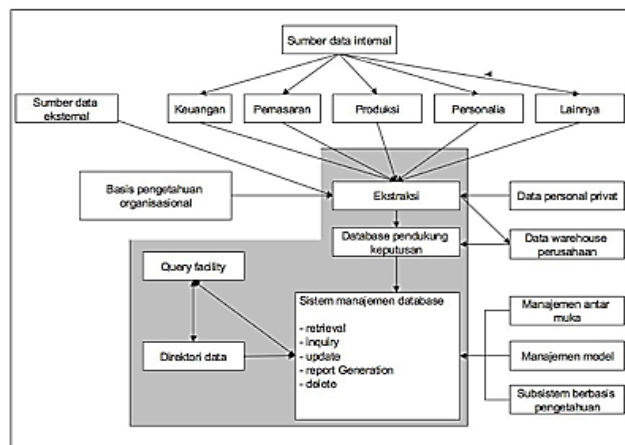 Sumber data internal
Sumber data
eksternal
Keuangan
Pemasaran
Produksi
Personalia
Lainnya
Basis pengetahuan
organisasional
Ekstraksi
Data personal privat
Database pendukung
keputusan
Data warehouse
perusahaan
Query facility
Sistem manajemen database
- retrieval
- inquiry
- update
- report Generation
- delete
Direktori data
Manajemen antar
muka
Manajemen model
Subsistem berbasis
pengetahuan